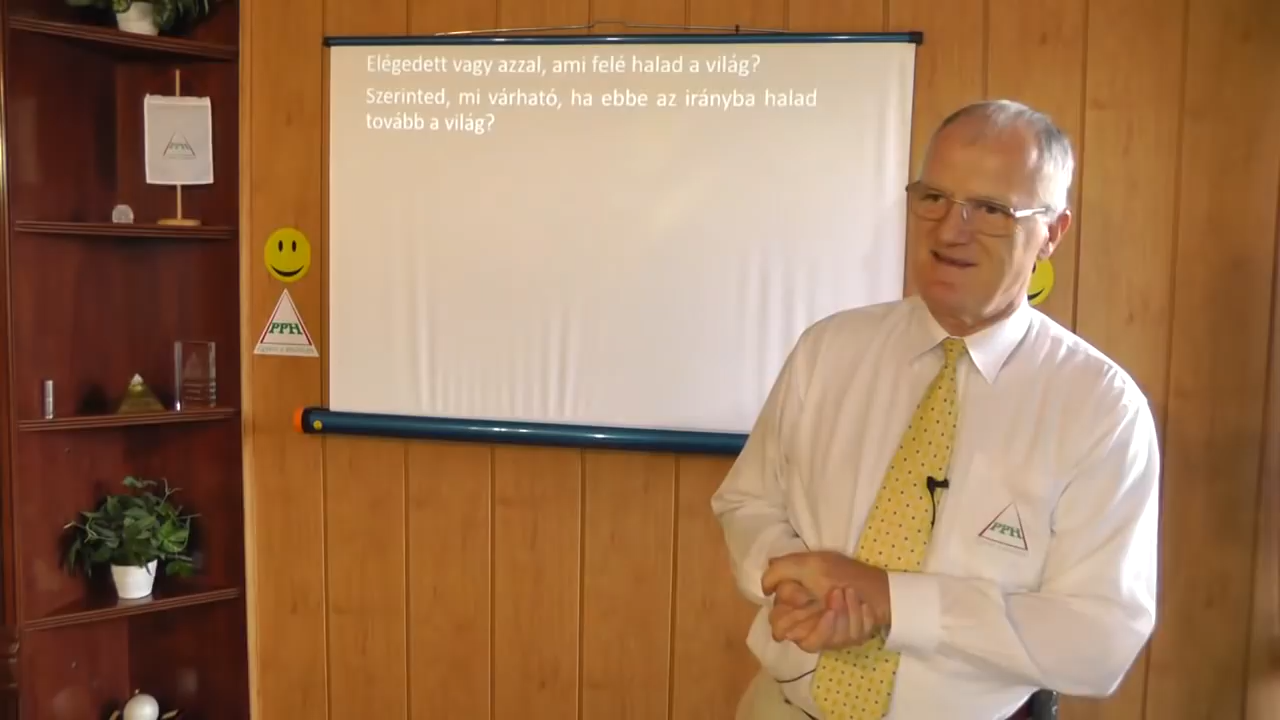 Elégedett vagy azzal, ami felé halad a világ?
Szerinted, mi várható, ha ebbe az irányba halad
tovább a világ?
PPH
PPH
PPH